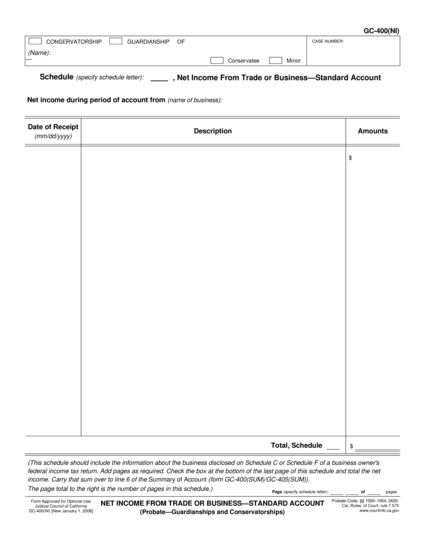 GC-400(NI)
CONSERVATORSHIP GUARDIANSHIP OF
CASE NUMBER:
(Name):
Conservatee Minor
Schedule (specify schedule letter): ____ , Net Income From Trade or Business—Standard Account
Net income during period of account from (name of business):
Date of Receipt
(mm/dd/yyyy)
Description
Amounts
$
Total, Schedule ____ $
(This schedule should include the information about the business disclosed on Schedule C or Schedule F of a business owner's
federal income tax return. Add pages as required. Check the box at the bottom of the last page of this schedule and total the net
income. Carry that sum over to line 6 of the Summary of Account (form GC-400(SUM)/GC-405(SUM)).
The page total to the right is the number of pages in this schedule.)
Page (specify schedule letter): ____ ____ of ____ pages
Form Approved for Optional Use
Judicial Council of California
GC-400(NI) [New January 1, 2008]
NET INCOME FROM TRADE OR BUSINESS—STANDARD ACCOUNT
(Probate—Guardianships and Conservatorships)
Probate Code, §§ 1060–1064, 2620;
Cal. Rules of Court, rule 7.575
www.courtinfo.ca.gov